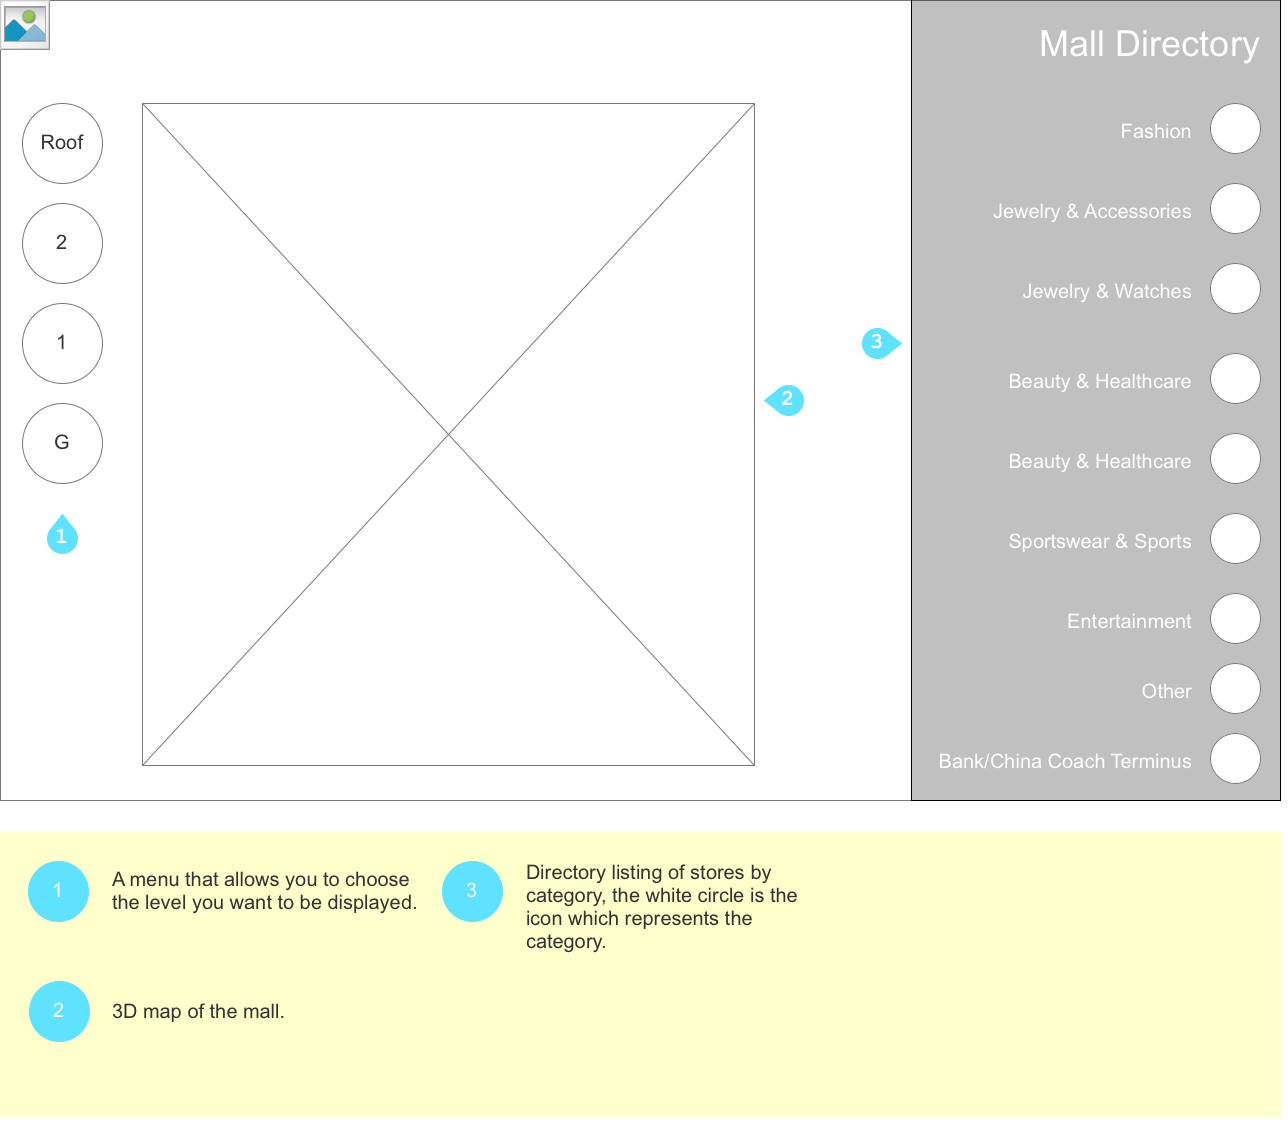 Mall Directory
Roof
2
1
G
1
2
3
Fashion
Jewelry & Accessories
Jewelry & Watches
Beauty & Healthcare
Beauty & Healthcare
Sportswear & Sports
Entertainment
Other
Bank/China Coach Terminus
1
A menu that allows you to choose
the level you want to be displayed.
2
3D map of the mall.
3
Directory listing of stores by
category, the white circle is the
icon which represents the
category.